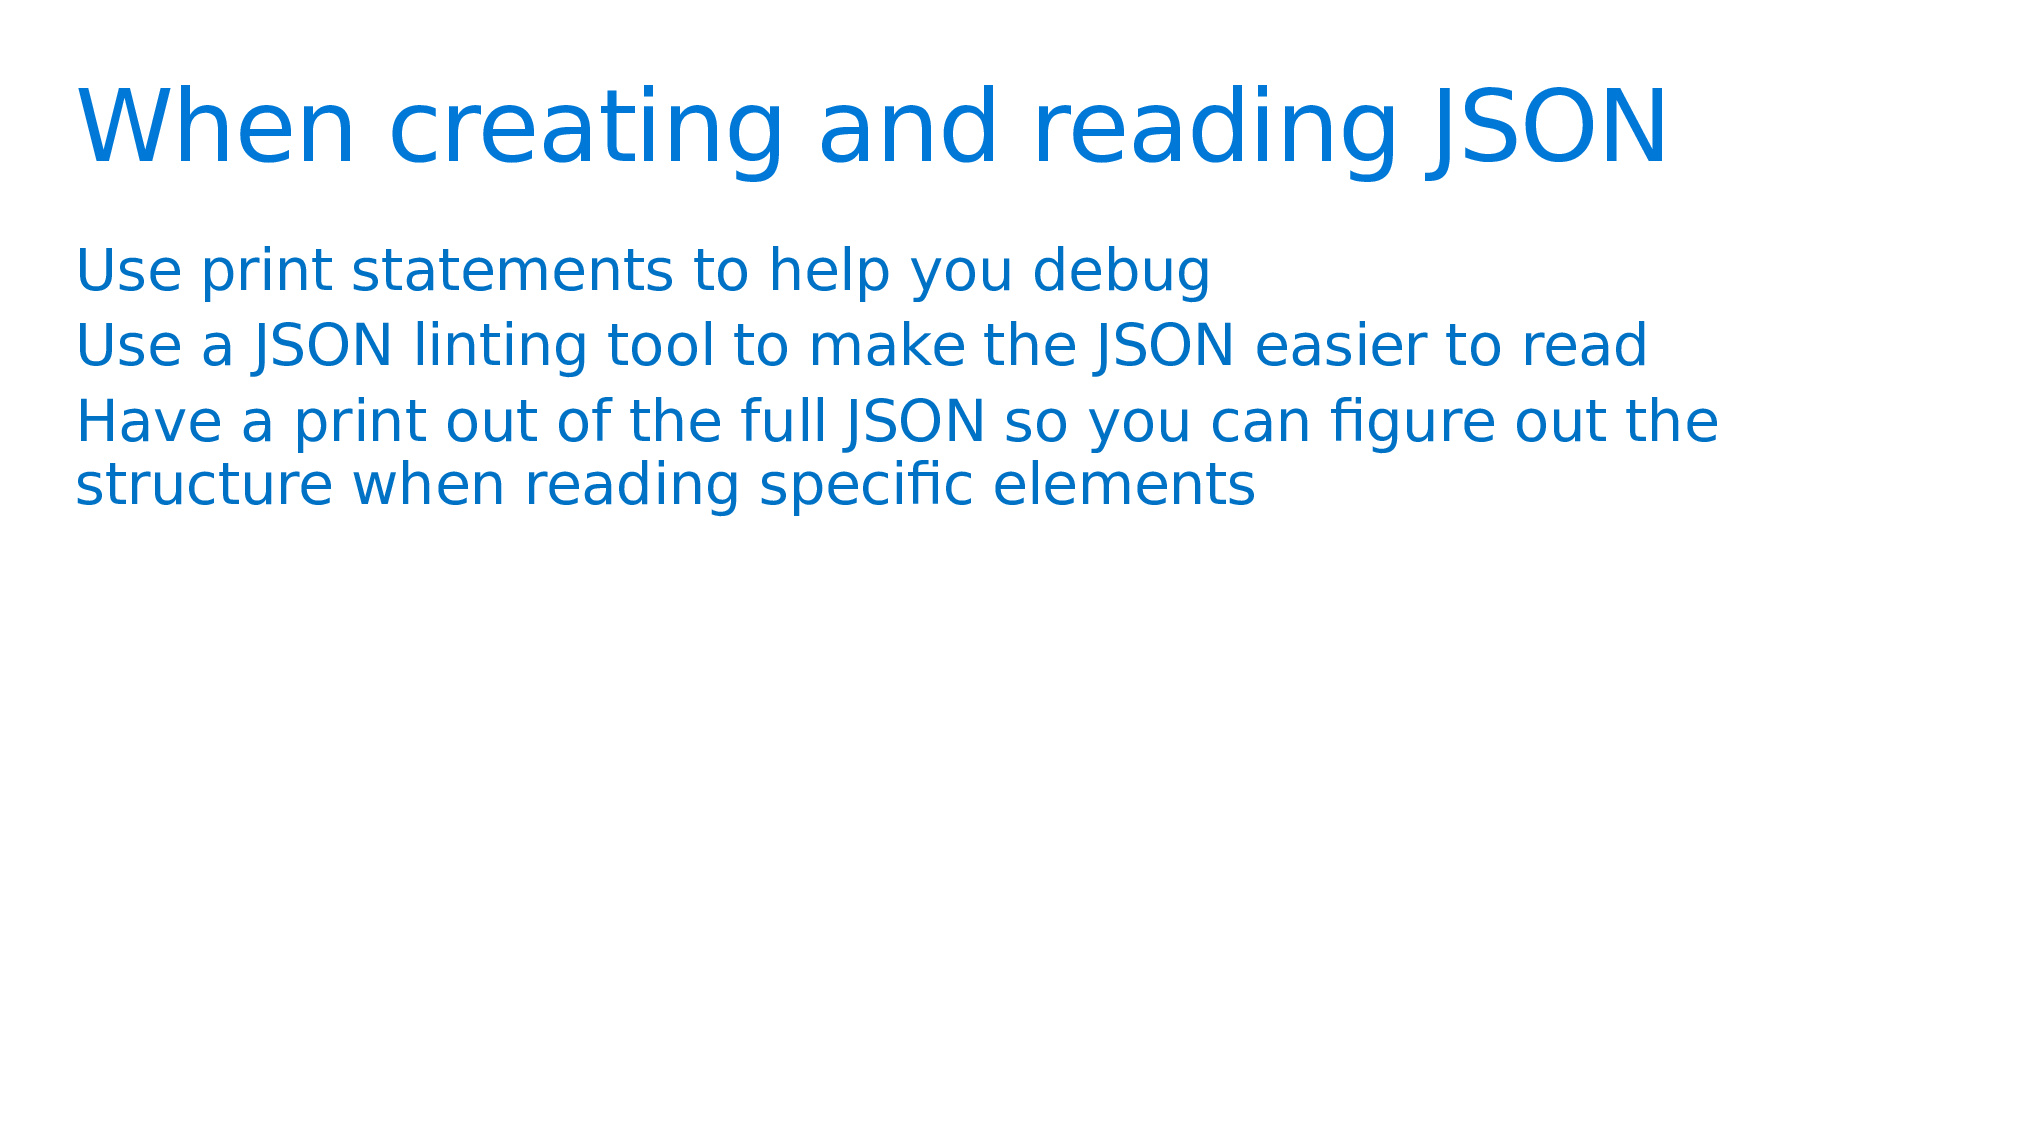 When creating and reading JSON
Use print statements to help you debug
Use a JSON linting tool to make the JSON easier to read
Have a print out of the full JSON so you can figure out the
structure when reading specific elements